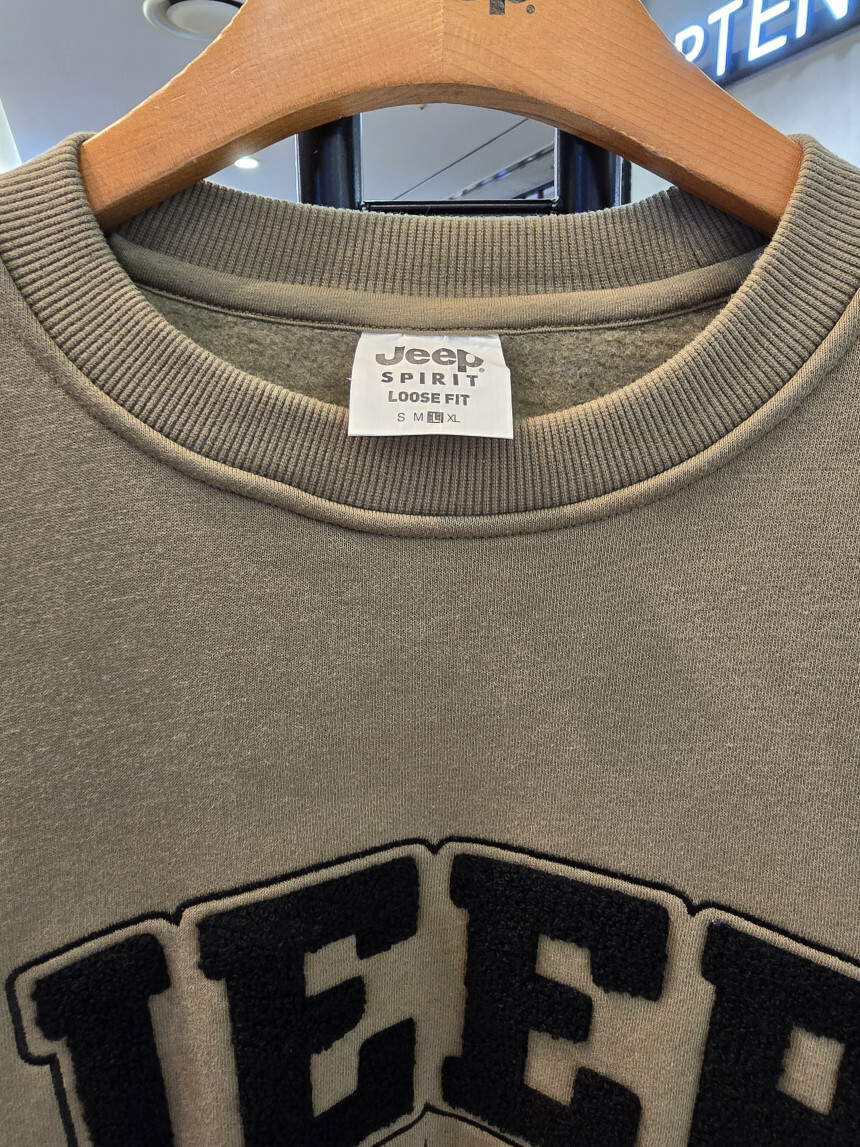 Jeep
SPIRIT
LOOSE FIT
S M L XL
JEEP